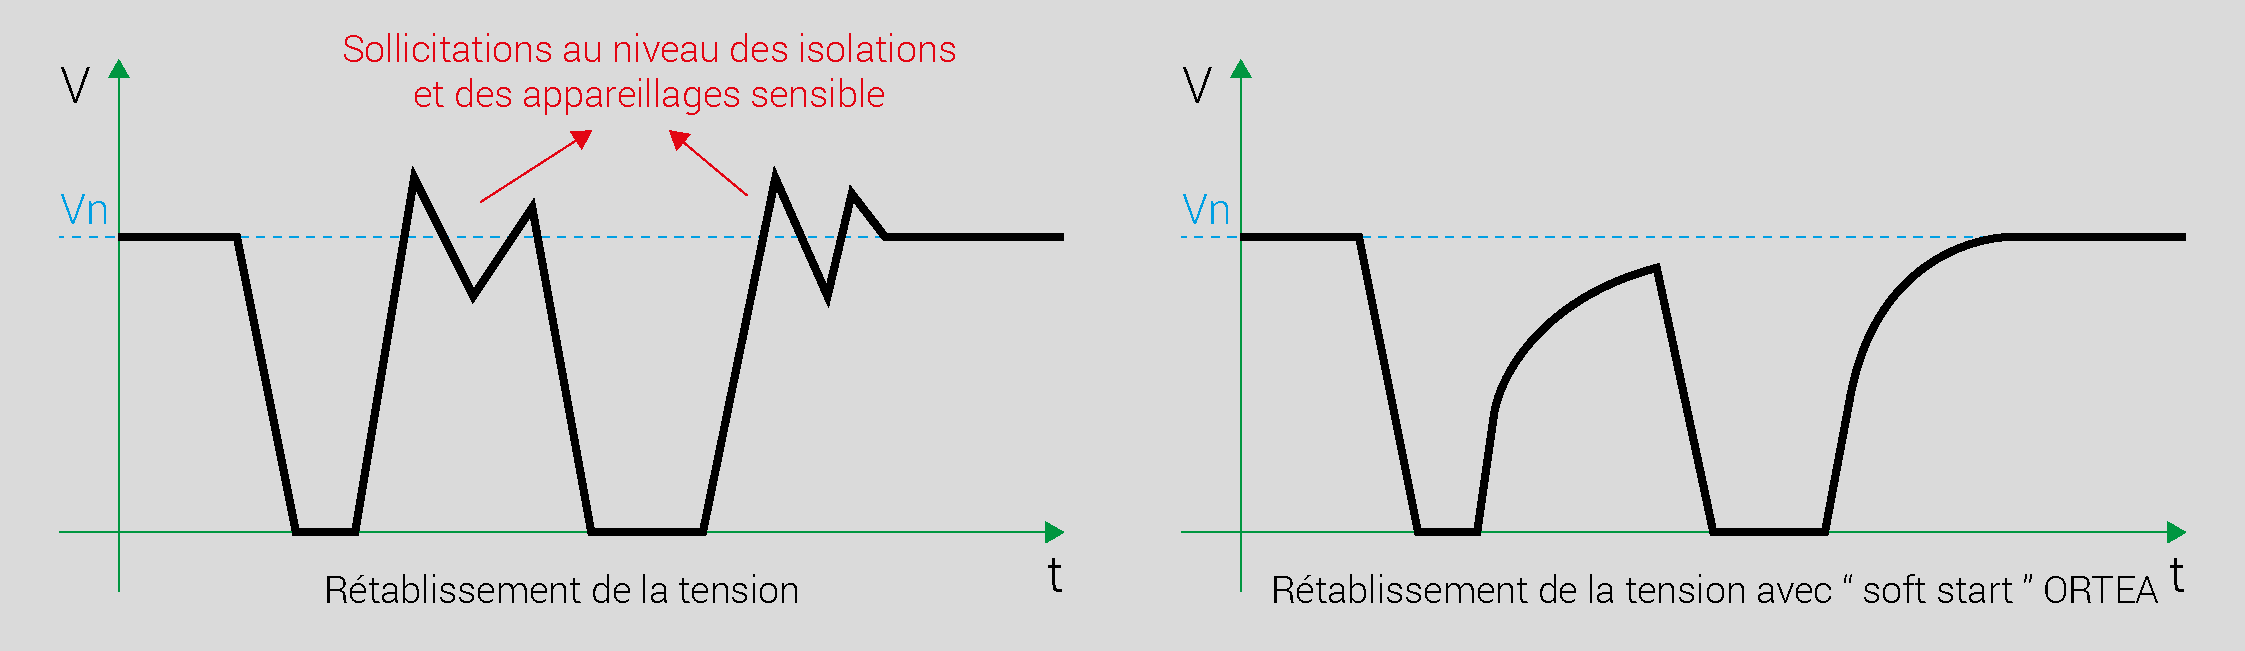 Sollicitations au niveau des isolations
et des appareillages sensible
V
Vn
t
Rétablissement de la tension
V
Vn
t
Rétablissement de la tension avec “ soft start ” ORTEA